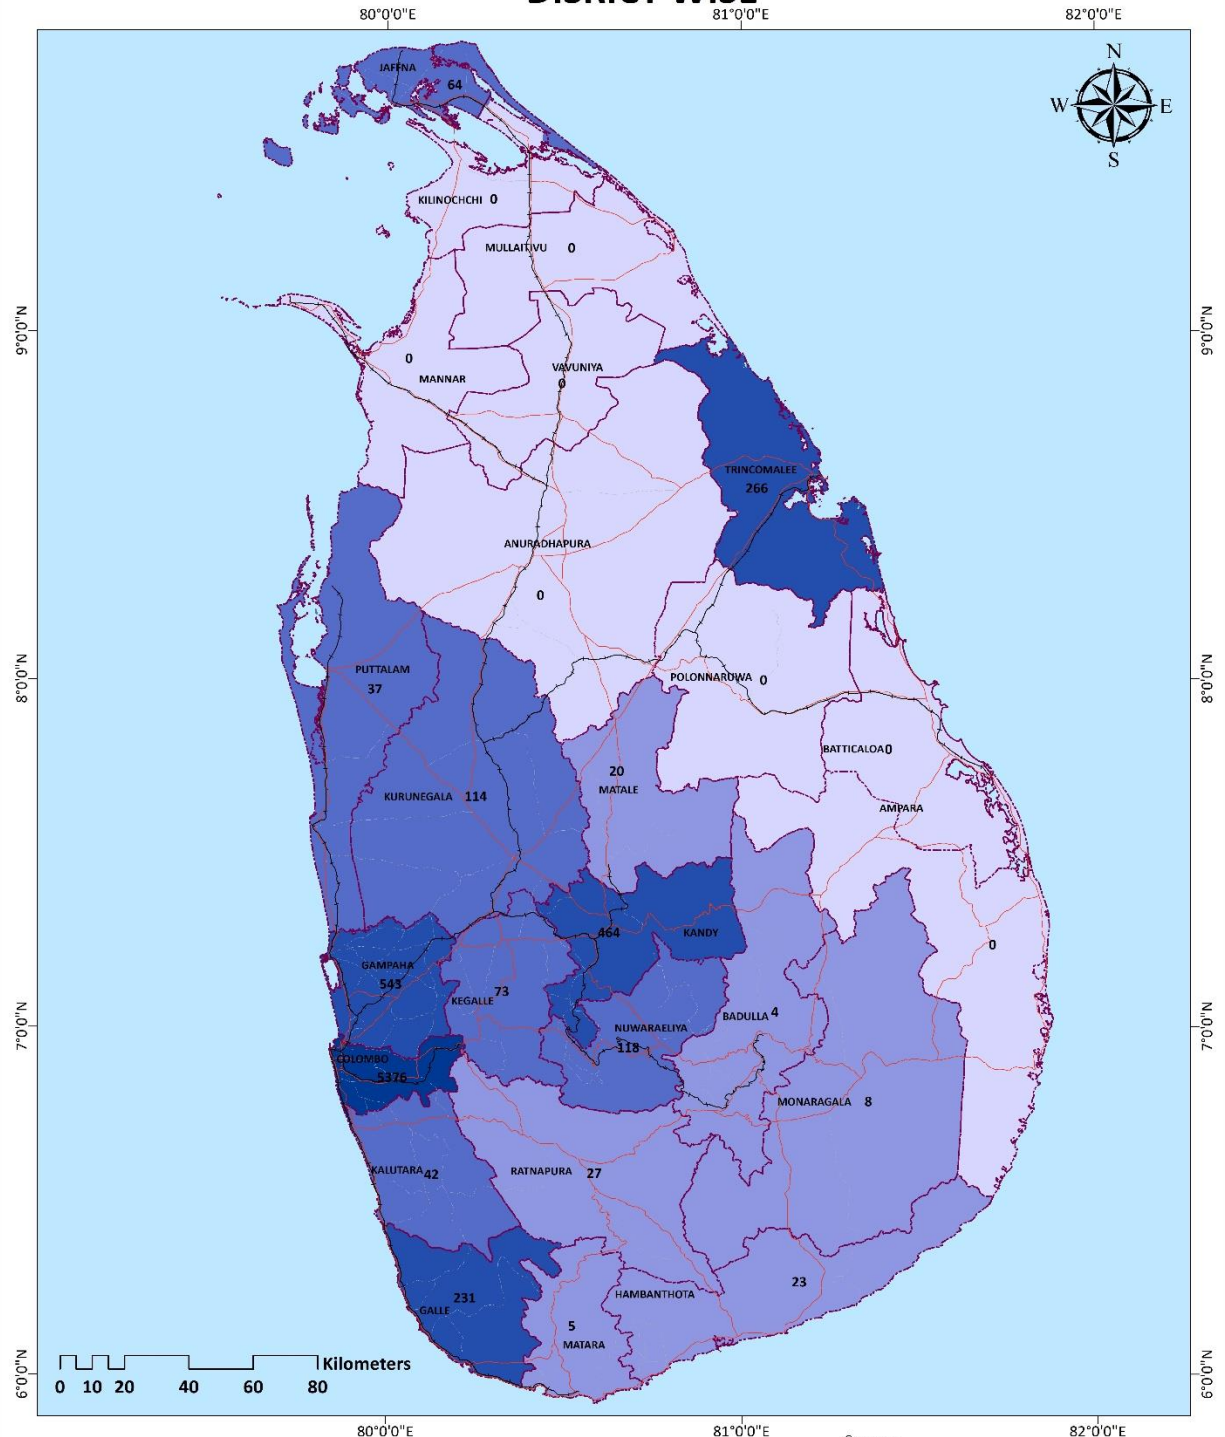 80°0'0"E 81°0'0"E 82°0'0"E
N
W E
S
JAFFNA
64
KILINOCHCHI 0
MULLAITIVU 0
9°0'0"N 9°0'0"N
0
MANNAR
VAVUNIYA
0
TRINCOMALEE
266
ANURADHAPURA
0
PUTTALAM
37
POLONNARUWA 0
8°0'0"N 8°0'0"N
BATTICALOA 0
20
MATALE
KURUNEGALA 114
AMPARA
0
464
KANDY
GAMPAHA
543
KEGALLE 73
BADULLA 4
NUWARAELIYA
118
7°0'0"N 7°0'0"N
COLOMBO
5376
MONARAGALA 8
KALUTARA 42
RATNAPURA 27
23
HAMBANTHOTA
231
GALLE
5
MATARA
Kilometers
0 10 20 40 60 80
6°0'0"N 6°0'0"N
80°0'0"E 81°0'0"E 82°0'0"E